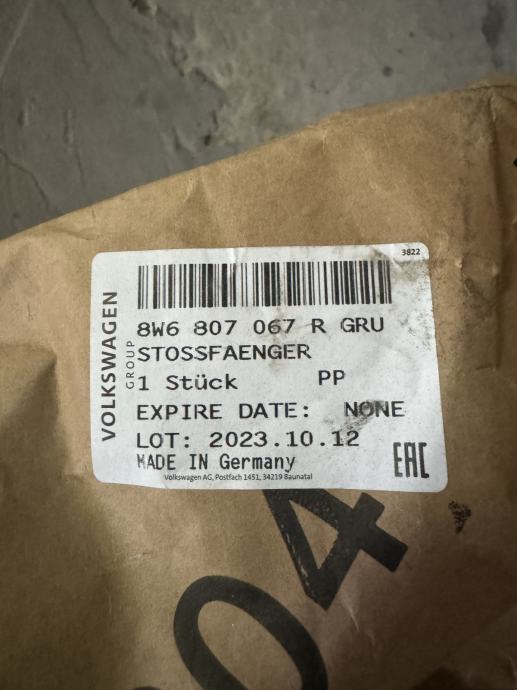 3822
VOLKSWAGEN
GROUP
8W6 807 067 R GRU
STOSSFAENGER
1 Stück PP
EXPIRE DATE: NONE
LOT: 2023.10.12
MADE IN Germany
EAC
Volkswagen AG, Postfach 1451, 34219 Baunatal
04